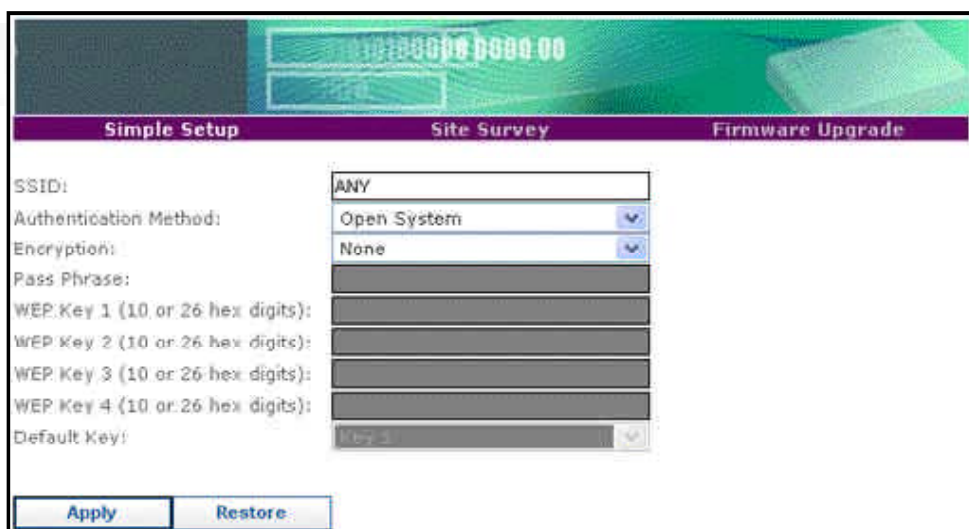 Simple Setup Site Survey Firmware Upgrade
SSID: ANY
Authentication Method: Open System
Encryption: None
Pass Phrase:
WEP Key 1 (10 or 26 hex digits):
WEP Key 2 (10 or 26 hex digits):
WEP Key 3 (10 or 26 hex digits):
WEP Key 4 (10 or 26 hex digits):
Default Key: Key 1
Apply Restore